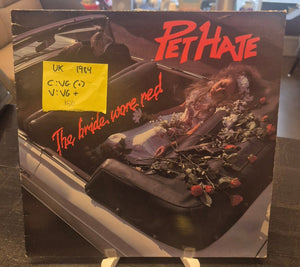 PET HATE
UK 1984
C: VG (+)
V: VG +
The bride wore red